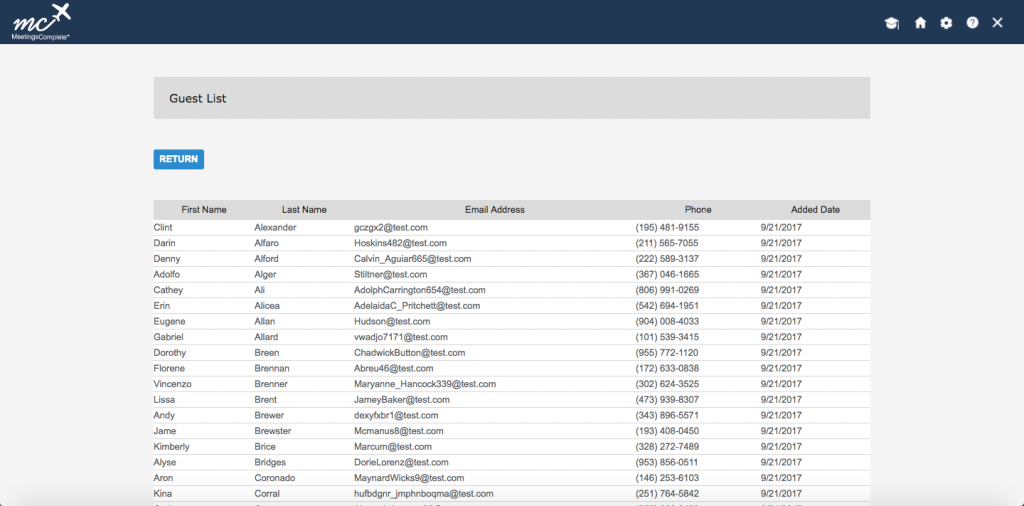 mc
MeetingsComplete™
Guest List
RETURN
First Name Last Name Email Address Phone Added Date
Clint Alexander gczgx2@test.com (195) 481-9155 9/21/2017
Darin Alfaro Hoskins482@test.com (211) 565-7055 9/21/2017
Denny Alford Calvin_Aguiar665@test.com (222) 589-3137 9/21/2017
Adolfo Alger Stiltner@test.com (367) 046-1665 9/21/2017
Cathey Ali AdolphCarrington654@test.com (806) 991-0269 9/21/2017
Erin Alicea AdelaidaC_Pritchett@test.com (542) 694-1951 9/21/2017
Eugene Allan Hudson@test.com (904) 008-4033 9/21/2017
Gabriel Allard vwadjo7171@test.com (101) 539-3415 9/21/2017
Dorothy Breen ChadwickButton@test.com (955) 772-1120 9/21/2017
Florene Brennan Abreu46@test.com (172) 633-0838 9/21/2017
Vincenzo Brenner Maryanne_Hancock339@test.com (302) 624-3525 9/21/2017
Lissa Brent JameyBaker@test.com (473) 939-8307 9/21/2017
Andy Brewer dexyfxbr1@test.com (343) 896-5571 9/21/2017
Jame Brewster Mcmanus8@test.com (193) 408-0450 9/21/2017
Kimberly Brice Marcum@test.com (328) 272-7489 9/21/2017
Alyse Bridges DorieLorenz@test.com (953) 856-0511 9/21/2017
Aron Coronado MaynardWicks9@test.com (146) 253-6103 9/21/2017
Kina Corral hufbdgnr_jmphnboqma@test.com (251) 764-5842 9/21/2017